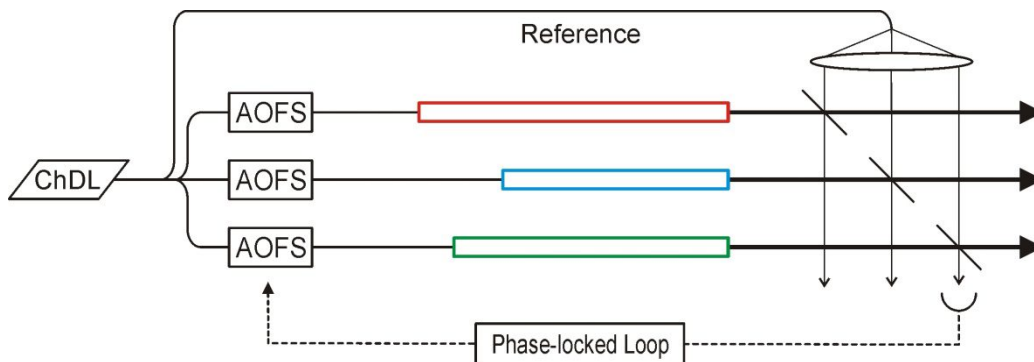 Reference
AOFS
ChDL
AOFS
AOFS
Phase-locked Loop